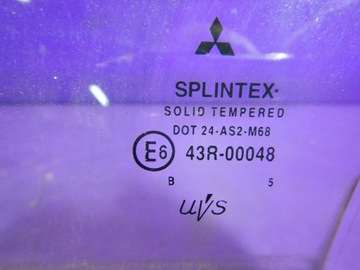 SPLINTEX
SOLID TEMPERED
DOT 24-AS2-M68
E6 43R-00048
B 5
uvs